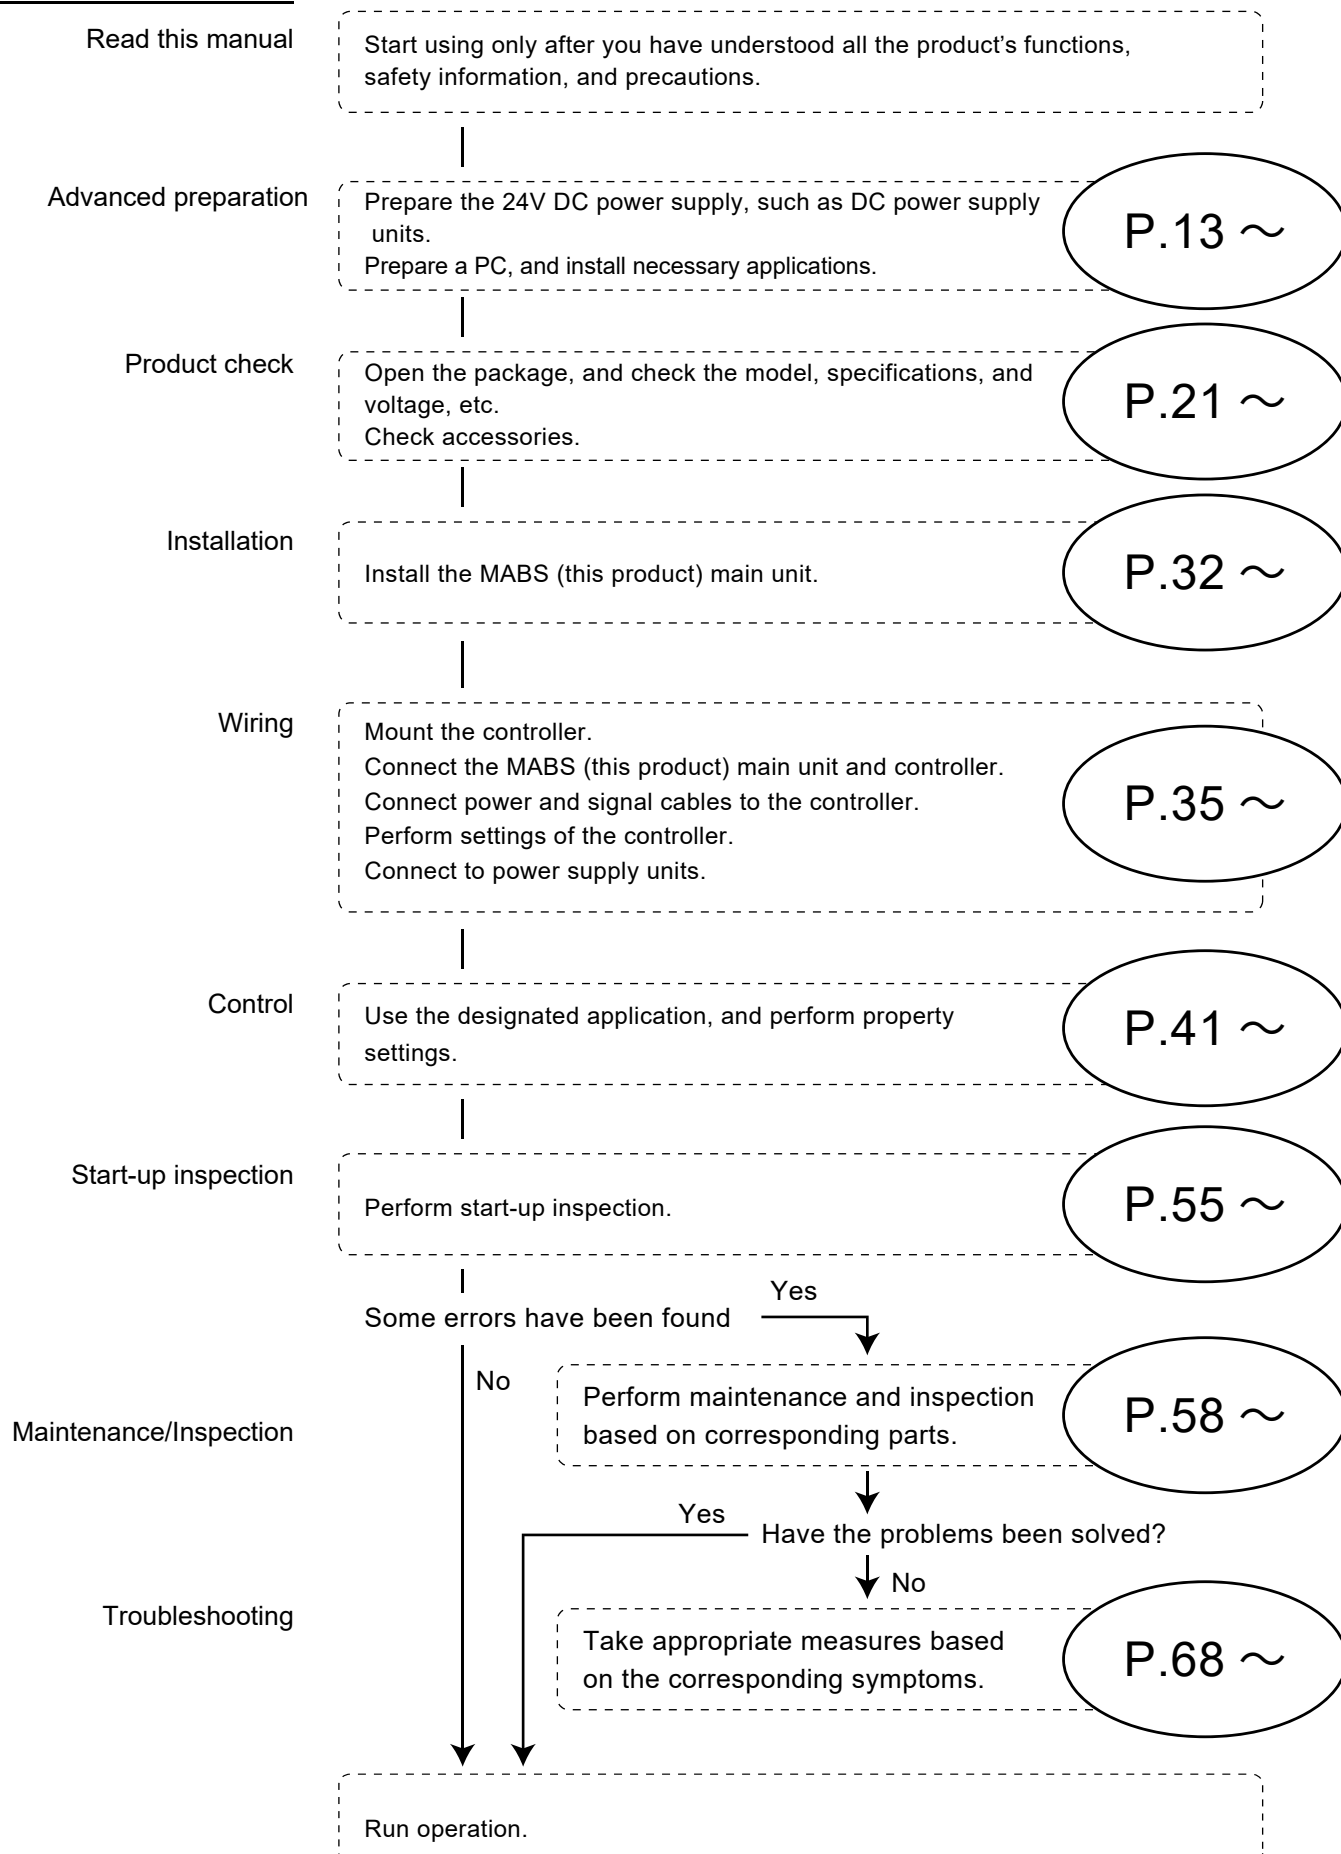 Read this manual
Start using only after you have understood all the product’s functions,
safety information, and precautions.
Advanced preparation
Prepare the 24V DC power supply, such as DC power supply
units.
Prepare a PC, and install necessary applications.
P.13 ～
Product check
Open the package, and check the model, specifications, and
voltage, etc.
Check accessories.
P.21 ～
Installation
Install the MABS (this product) main unit.
P.32 ～
Wiring
Mount the controller.
Connect the MABS (this product) main unit and controller.
Connect power and signal cables to the controller.
Perform settings of the controller.
Connect to power supply units.
P.35 ～
Control
Use the designated application, and perform property
settings.
P.41 ～
Start-up inspection
Perform start-up inspection.
P.55 ～
Some errors have been found
Yes
No
Maintenance/Inspection
Perform maintenance and inspection
based on corresponding parts.
P.58 ～
Yes
Have the problems been solved?
No
Troubleshooting
Take appropriate measures based
on the corresponding symptoms.
P.68 ～
Run operation.